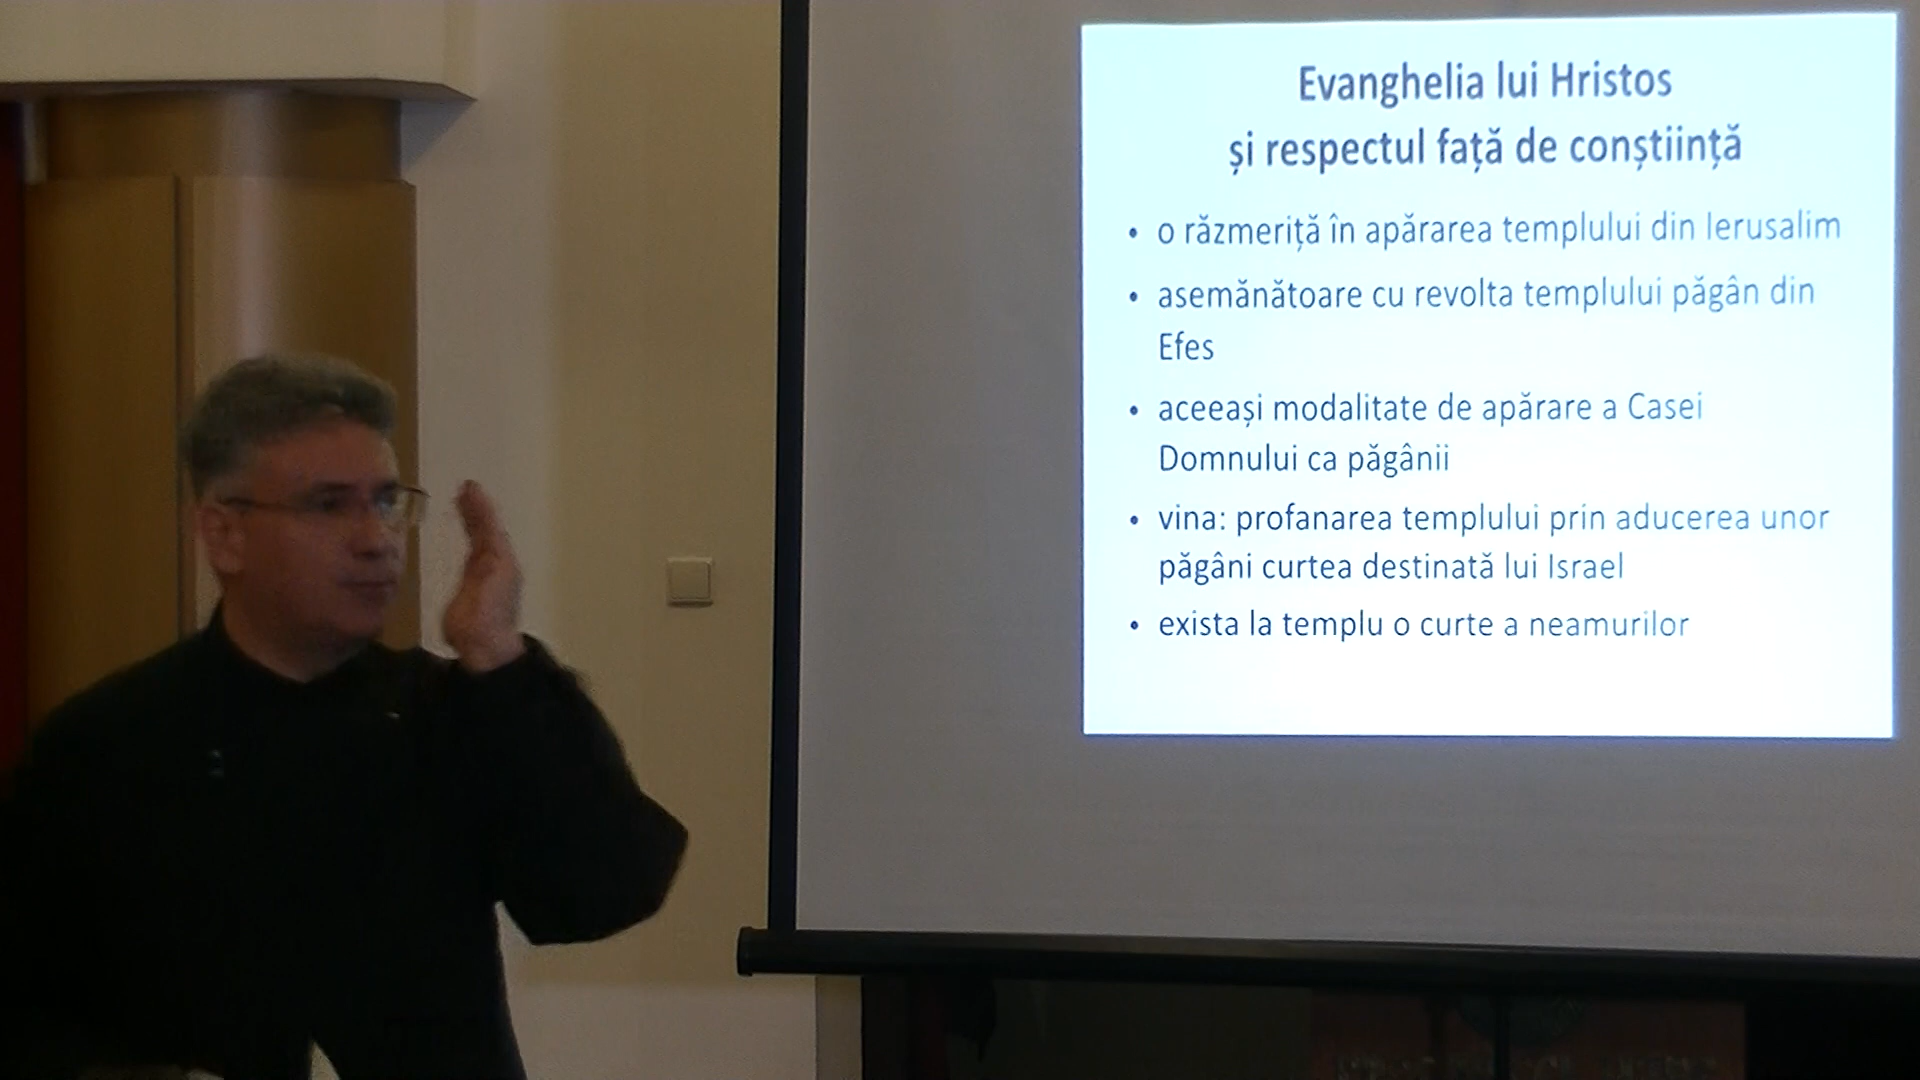 Evanghelia lui Hristos
și respectul față de conștiință
• o răzmeriță în apărarea templului din Ierusalim
• asemănătoare cu revolta templului păgân din
Efes
• aceeași modalitate de apărare a Casei
Domnului ca păgânii
• vina: profanarea templului prin aducerea unor
păgâni curtea destinată lui Israel
• exista la templu o curte a neamurilor